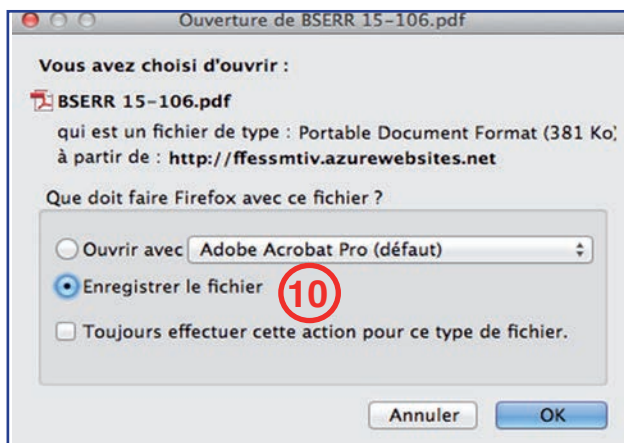 Ouverture de BSERR 15-106.pdf
Vous avez choisi d'ouvrir :
BSERR 15-106.pdf
qui est un fichier de type : Portable Document Format (381 Ko)
à partir de : http://ffessmtiv.azurewebsites.net
Que doit faire Firefox avec ce fichier ?
Ouvrir avec Adobe Acrobat Pro (défaut)
Enregistrer le fichier 10
Toujours effectuer cette action pour ce type de fichier.
Annuler OK